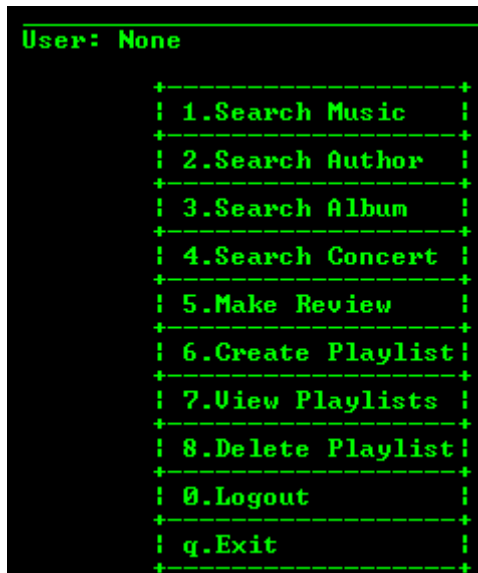 User: None
1.Search Music
2.Search Author
3.Search Album
4.Search Concert
5.Make Review
6.Create Playlist
7.View Playlists
8.Delete Playlist
0.Logout
q.Exit